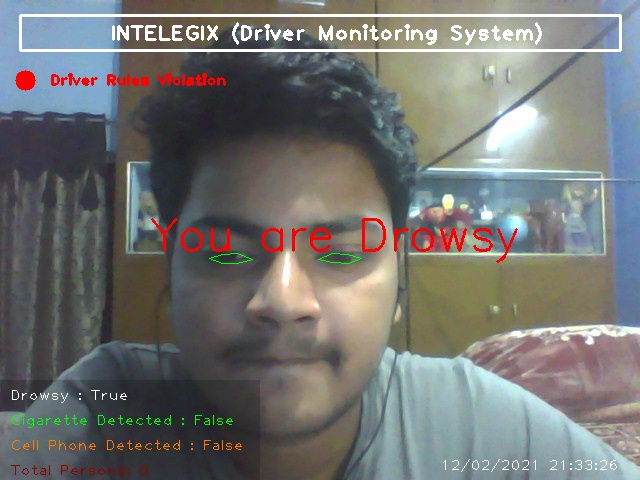 INTELEGIX (Driver Monitoring System)
Driver Rules Violation
You are Drowsy
Drowsy : True
Cigarette Detected : False
Cell Phone Detected : False
Total Persons:
12/02/2021 21:33:26